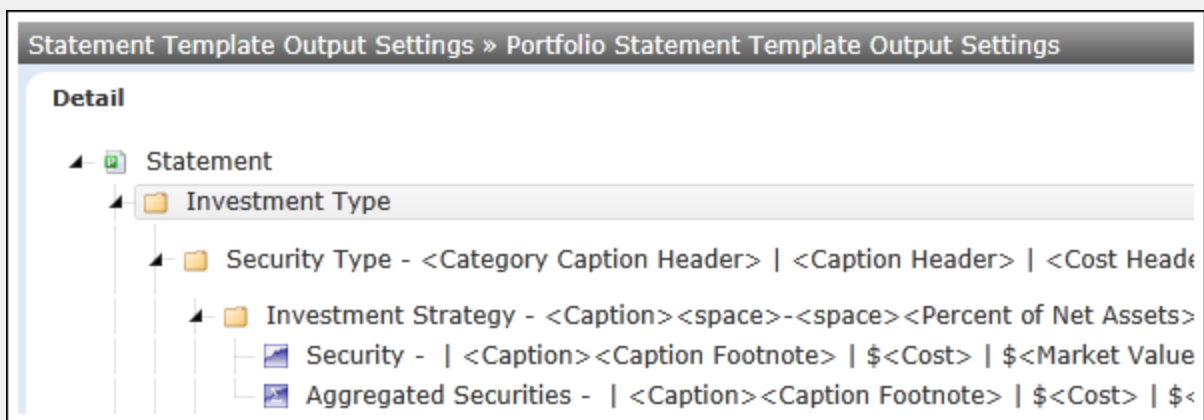 Statement Template Output Settings » Portfolio Statement Template Output Settings
Detail
Statement
Investment Type
Security Type - <Category Caption Header> | <Caption Header> | <Cost Heade
Investment Strategy - <Caption><space>-<space><Percent of Net Assets>
Security -  | <Caption><Caption Footnote> | $<Cost> | $<Market Value
Aggregated Securities -  | <Caption><Caption Footnote> | $<Cost> | $<